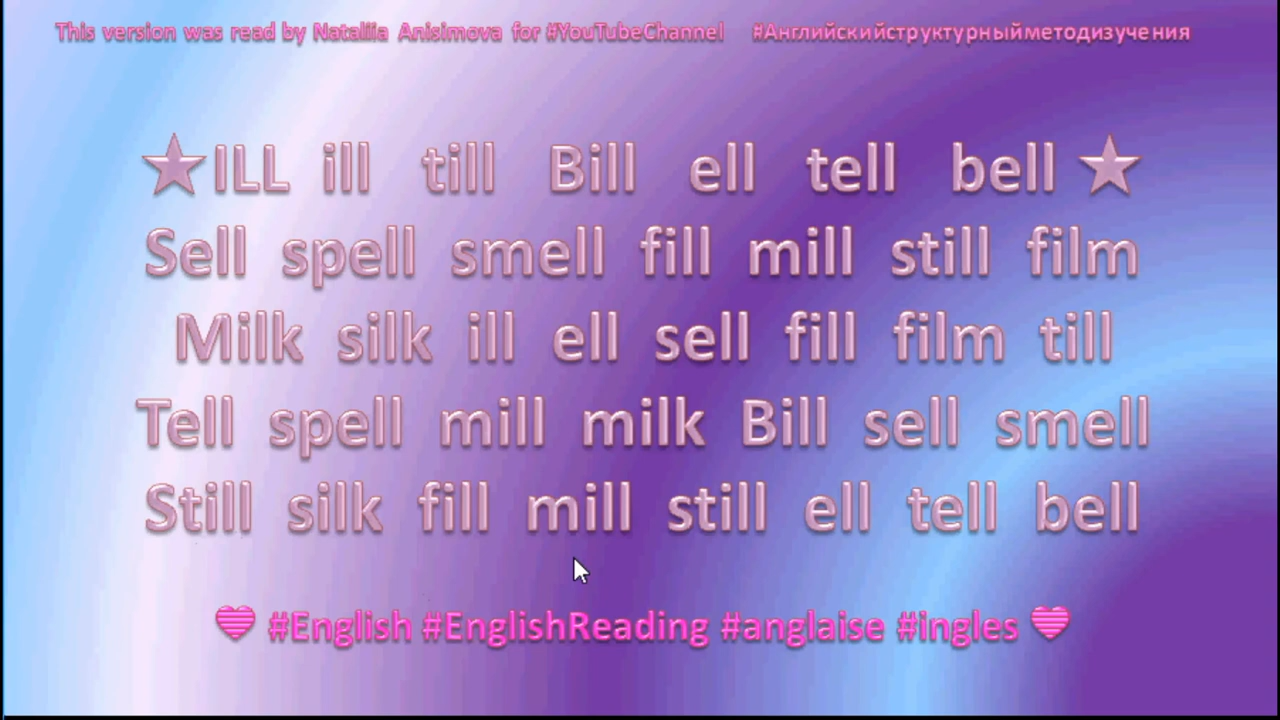 This version was read by Nataliia Anisimova for #YouTubeChannel #Английскийструктурныйметодизучения
★ILL ill till Bill ell tell bell★
Sell spell smell fill mill still film
Milk silk ill ell sell fill film till
Tell spell mill milk Bill sell smell
Still silk fill mill still ell tell bell
#English #EnglishReading #anglaise #ingles